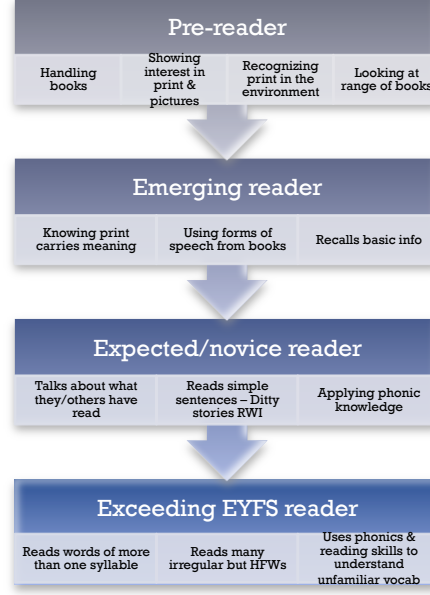 Pre-reader
Handling
books
Showing
interest in
print &
pictures
Recognizing
print in the
environment
Looking at
range of books
Emerging reader
Knowing print
carries meaning
Using forms of
speech from books
Recalls basic info
Expected/novice reader
Talks about what
they/others have
read
Reads simple
sentences – Ditty
stories RWI
Applying phonic
knowledge
Exceeding EYFS reader
Reads words of more
than one syllable
Reads many
irregular but HFWs
Uses phonics &
reading skills to
understand
unfamiliar vocab